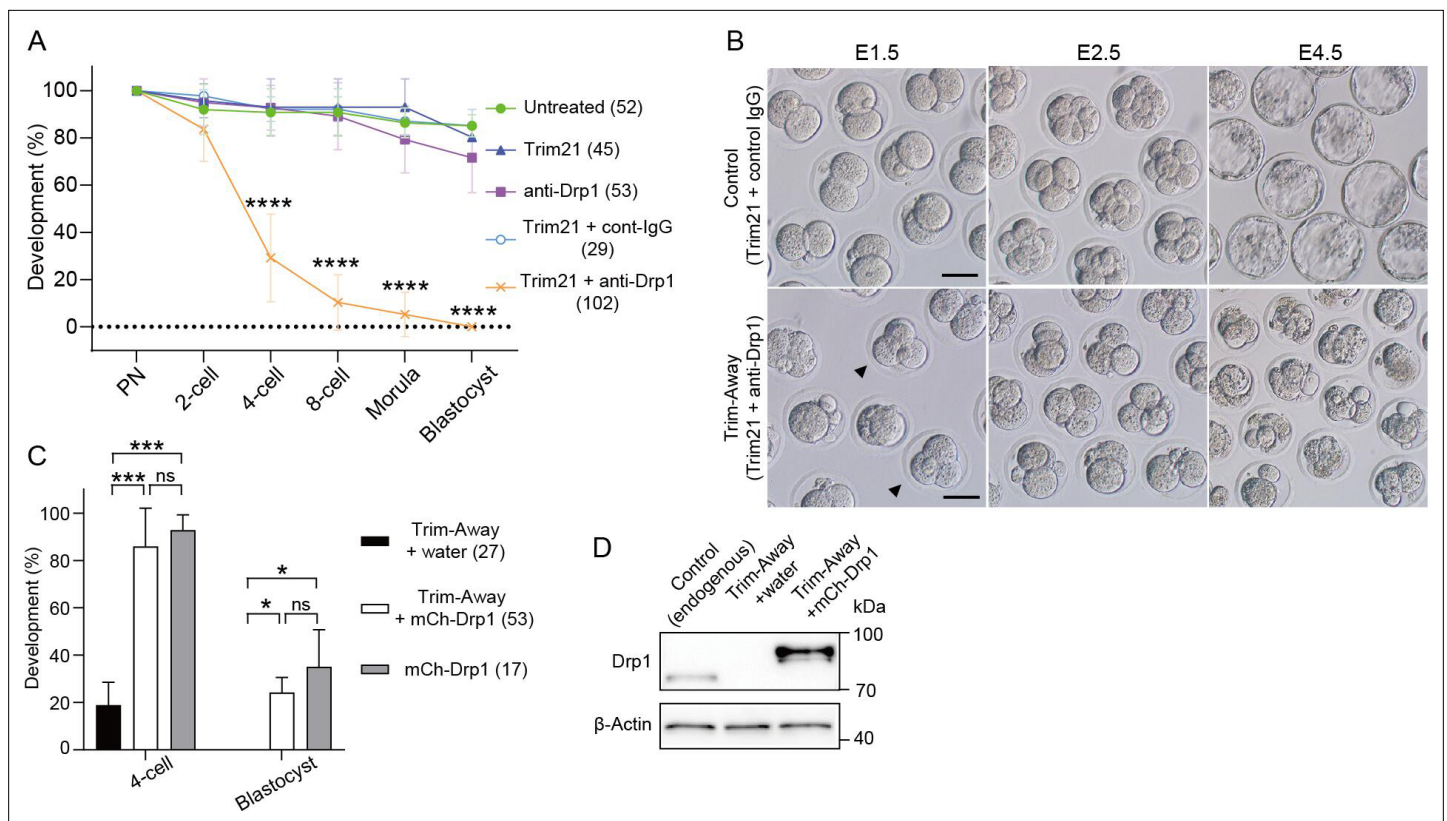 A
Development (%)
100
80
60
40
20
0
PN
2-cell
4-cell
8-cell
Morula
Blastocyst
****
****
****
****
Untreated (52)
Trim21 (45)
anti-Drp1 (53)
Trim21 + cont-IgG
(29)
Trim21 + anti-Drp1
(102)
B
E1.5
E2.5
E4.5
Control
(Trim21 + control IgG)
Trim-Away
(Trim21 + anti-Drp1)
C
Development (%)
100
80
60
40
20
0
***
***
ns
*
*
ns
4-cell
Blastocyst
Trim-Away
+ water (27)
Trim-Away
+ mCh-Drp1 (53)
mCh-Drp1 (17)
D
Control
(endogenous)
Trim-Away
+water
Trim-Away
+mCh-Drp1
kDa
100
Drp1
70
β-Actin
40